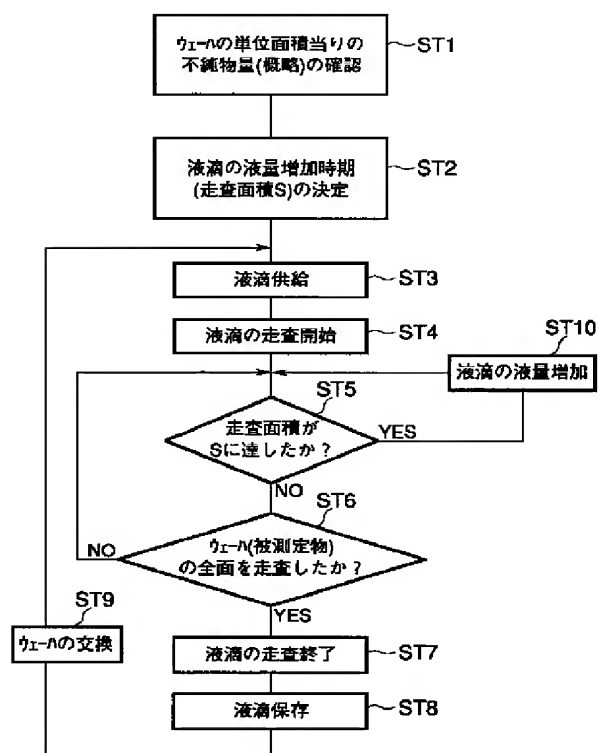 ウェーハの単位面積当りの
不純物量(概略)の確認
ST1
液滴の液量増加時期
(走査面積S)の決定
ST2
液滴供給
ST3
液滴の走査開始
ST4
ST10
液滴の液量増加
ST5
走査面積が
Sに達したか?
YES
NO
ST6
ウェーハ(被測定物)
の全面を走査したか?
NO
YES
ST9
ウェーハの交換
液滴の走査終了
ST7
液滴保存
ST8